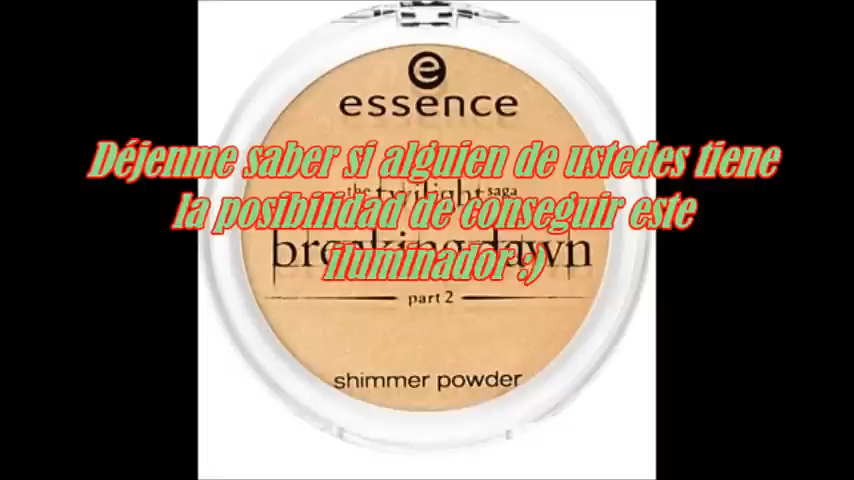 e
essence
Déjenme saber si alguien de ustedes tiene
the twilight saga
la posibilidad de conseguir este
breaking dawn
iluminador :)
part 2
shimmer powder